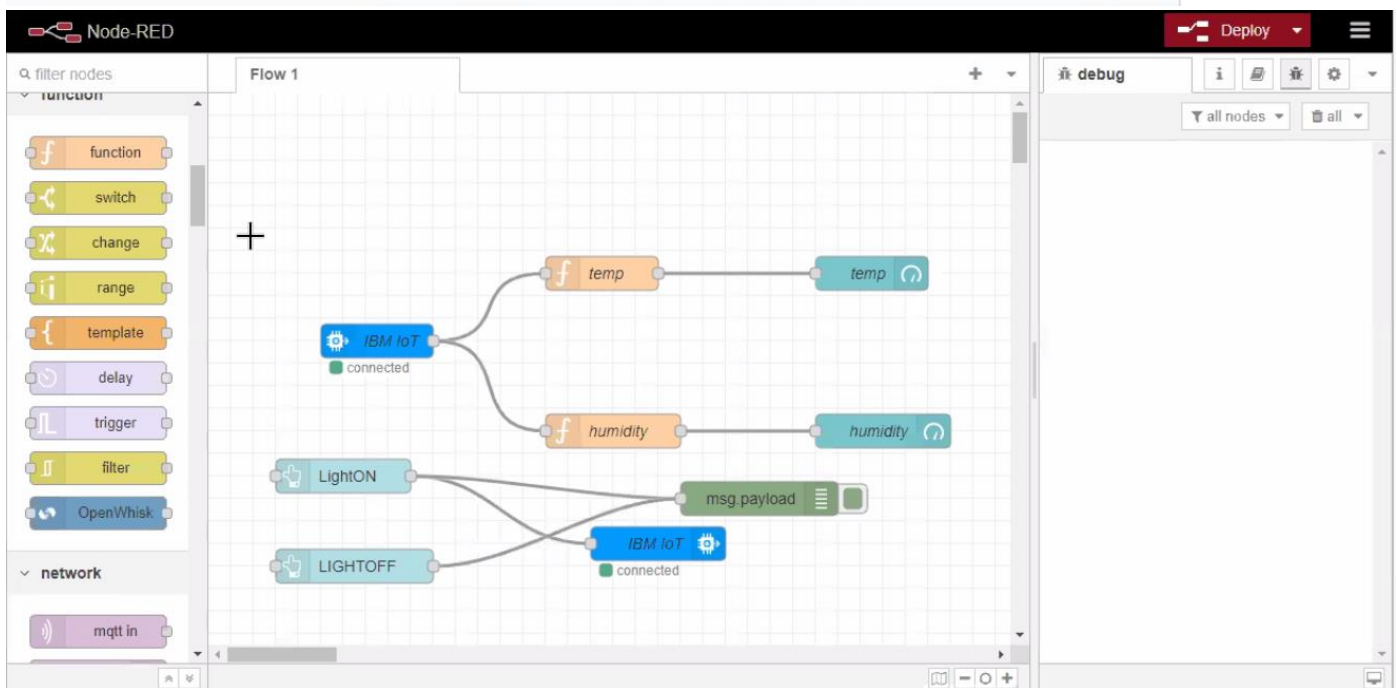 Node-RED
Deploy
filter nodes
Flow 1
debug
function
all nodes
all
function
switch
change
range
template
delay
trigger
filter
OpenWhisk
network
mqtt in
temp
temp
IBM IoT
connected
humidity
humidity
LightON
msg.payload
IBM IoT
connected
LIGHTOFF